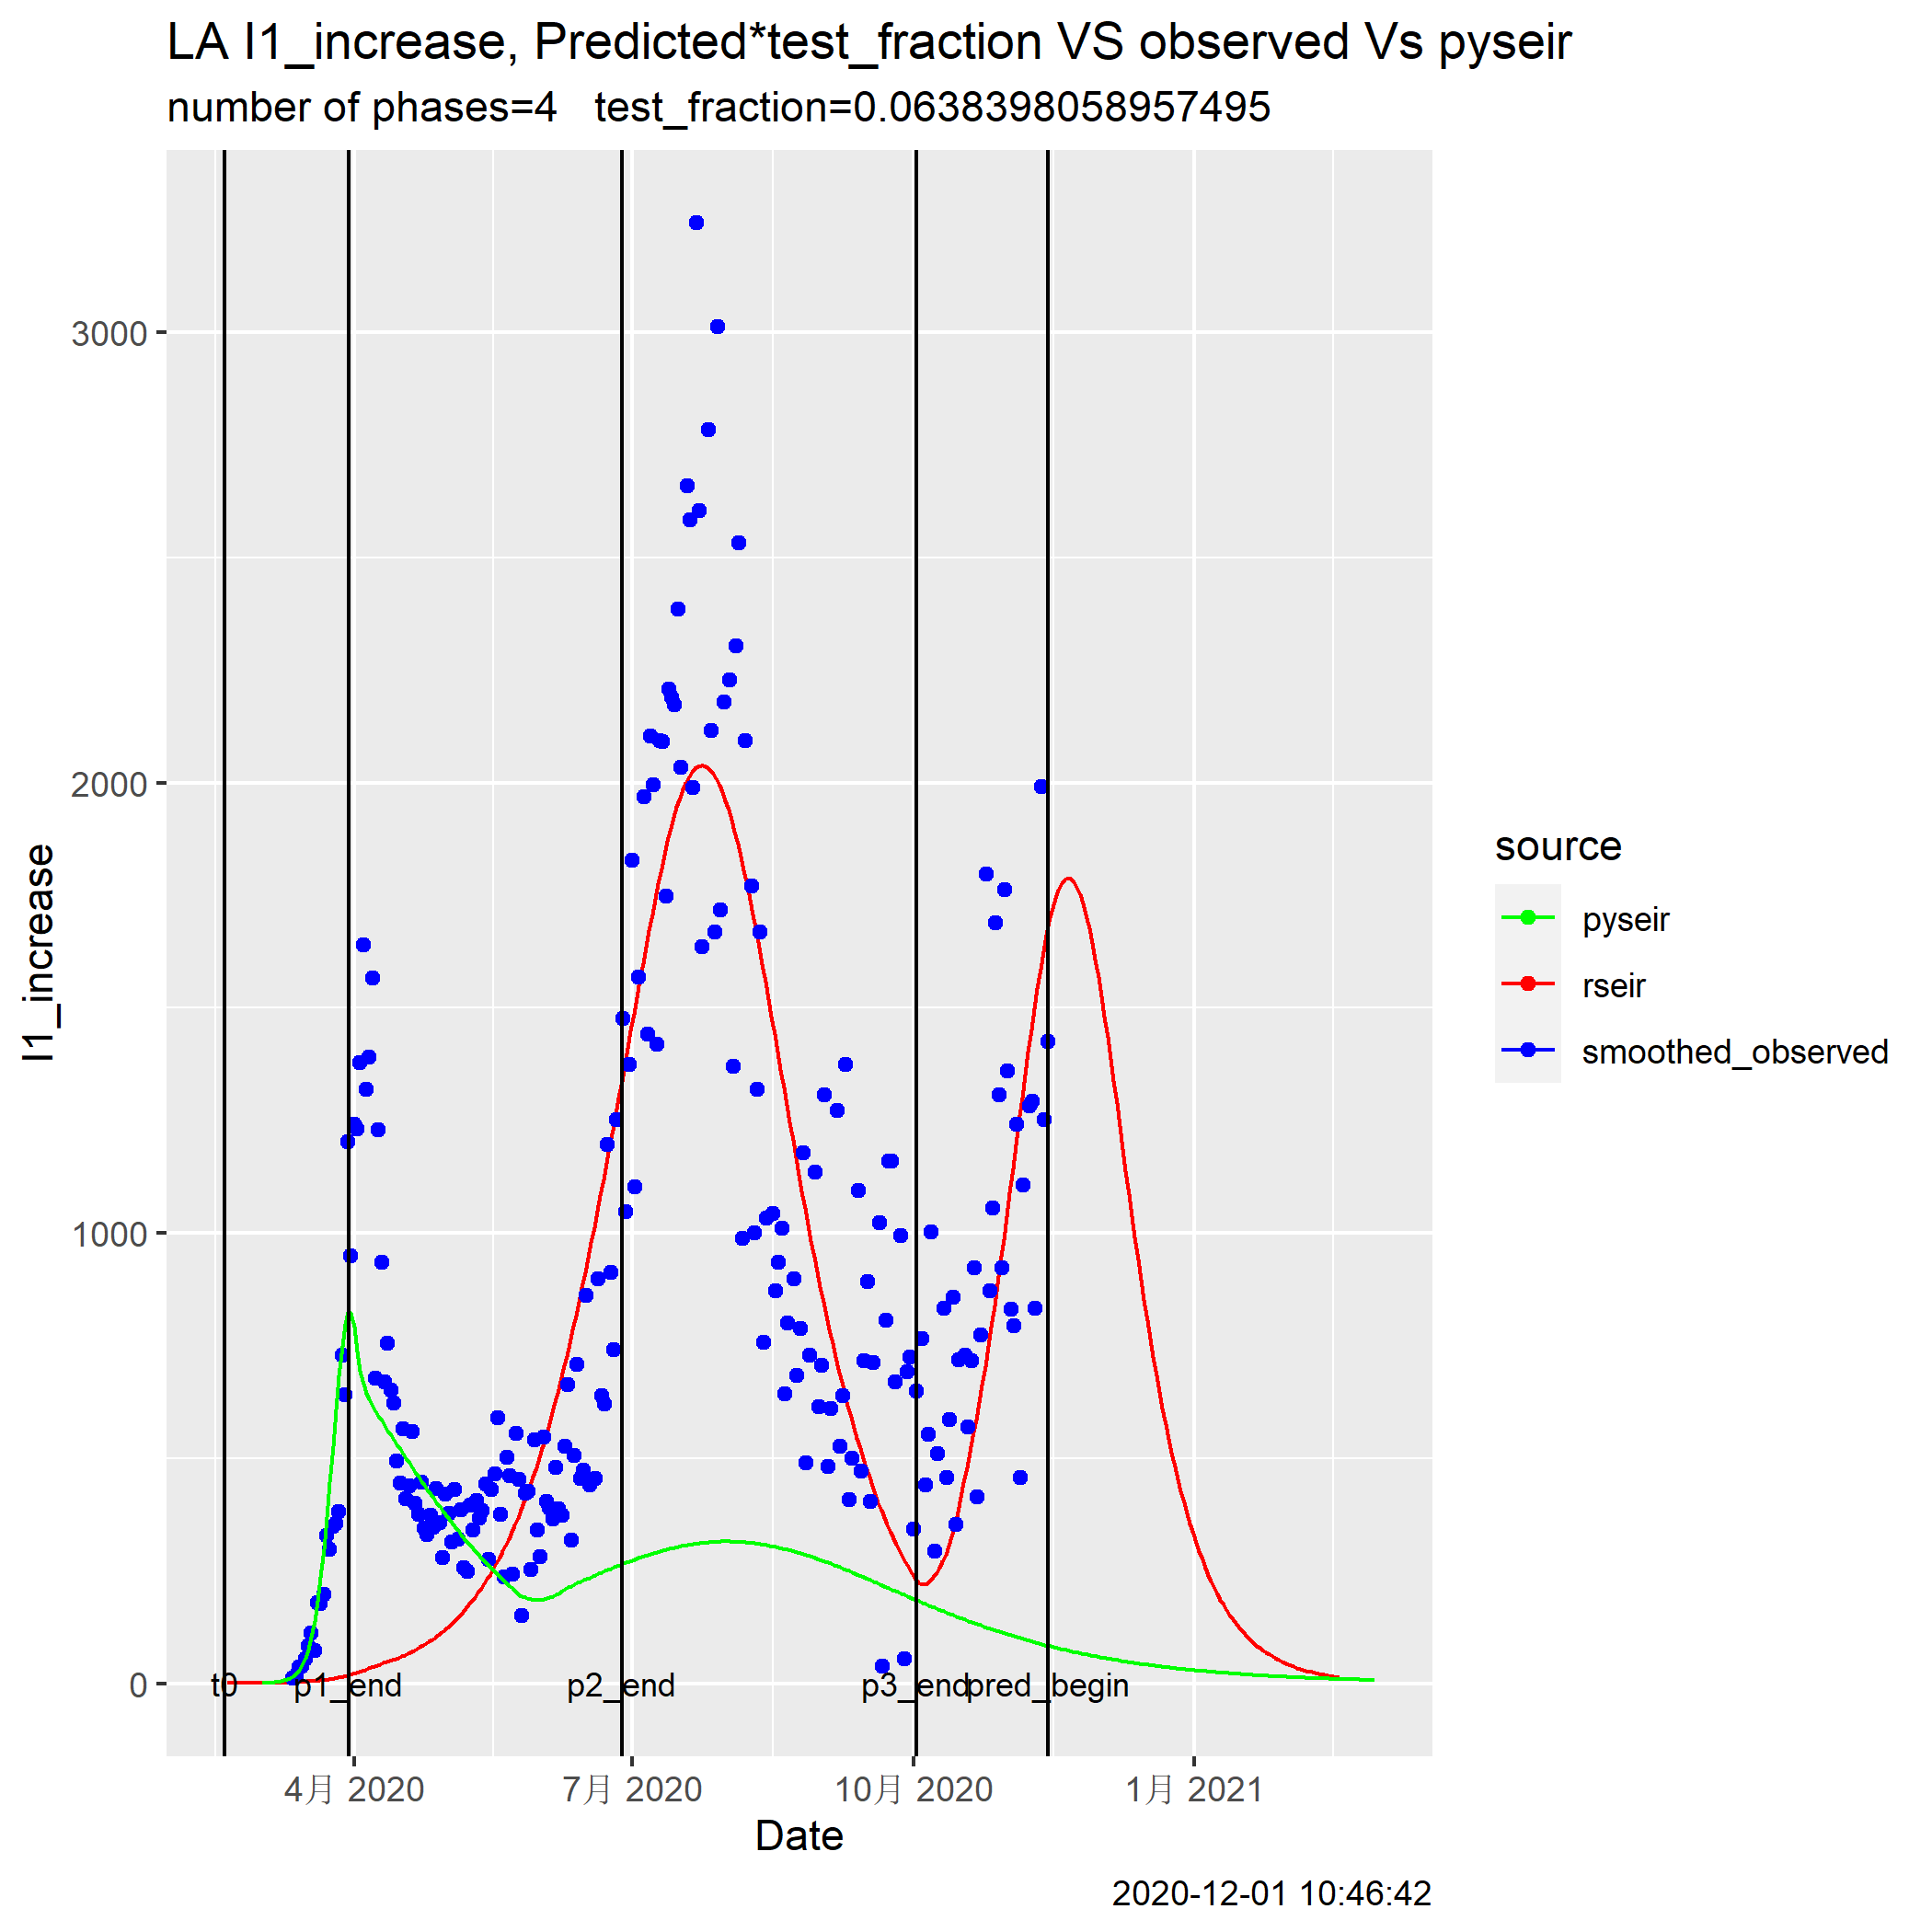 LA I1_increase, Predicted*test_fraction VS observed Vs pyseir
number of phases=4   test_fraction=0.0638398058957495
3000
2000
1000
0
I1_increase
t0
p1_end
p2_end
p3_end
pred_begin
4月 2020
7月 2020
10月 2020
1月 2021
Date
source
pyseir
rseir
smoothed_observed
2020-12-01 10:46:42